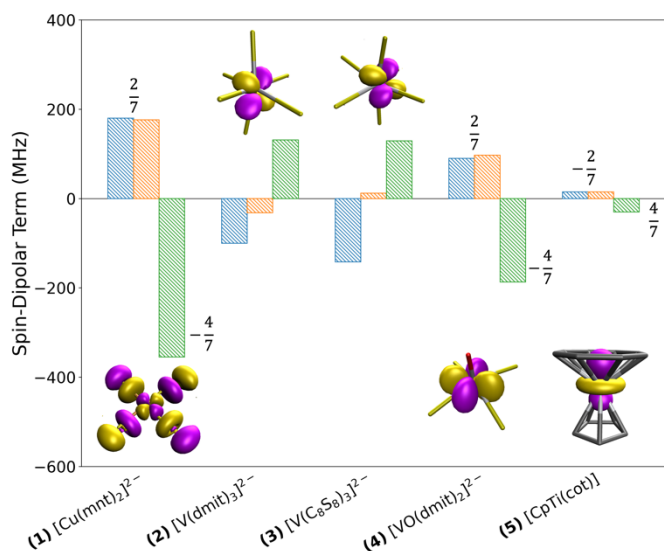 400
200
0
−200
−400
−600
Spin-Dipolar Term (MHz)
2/7
−4/7
2/7
−4/7
−2/7
4/7
(1) [Cu(mnt)₂]²⁻
(2) [V(dmit)₃]²⁻
(3) [V(C₈S₈)₃]²⁻
(4) [VO(dmit)₂]²⁻
(5) [CpTi(cot)]